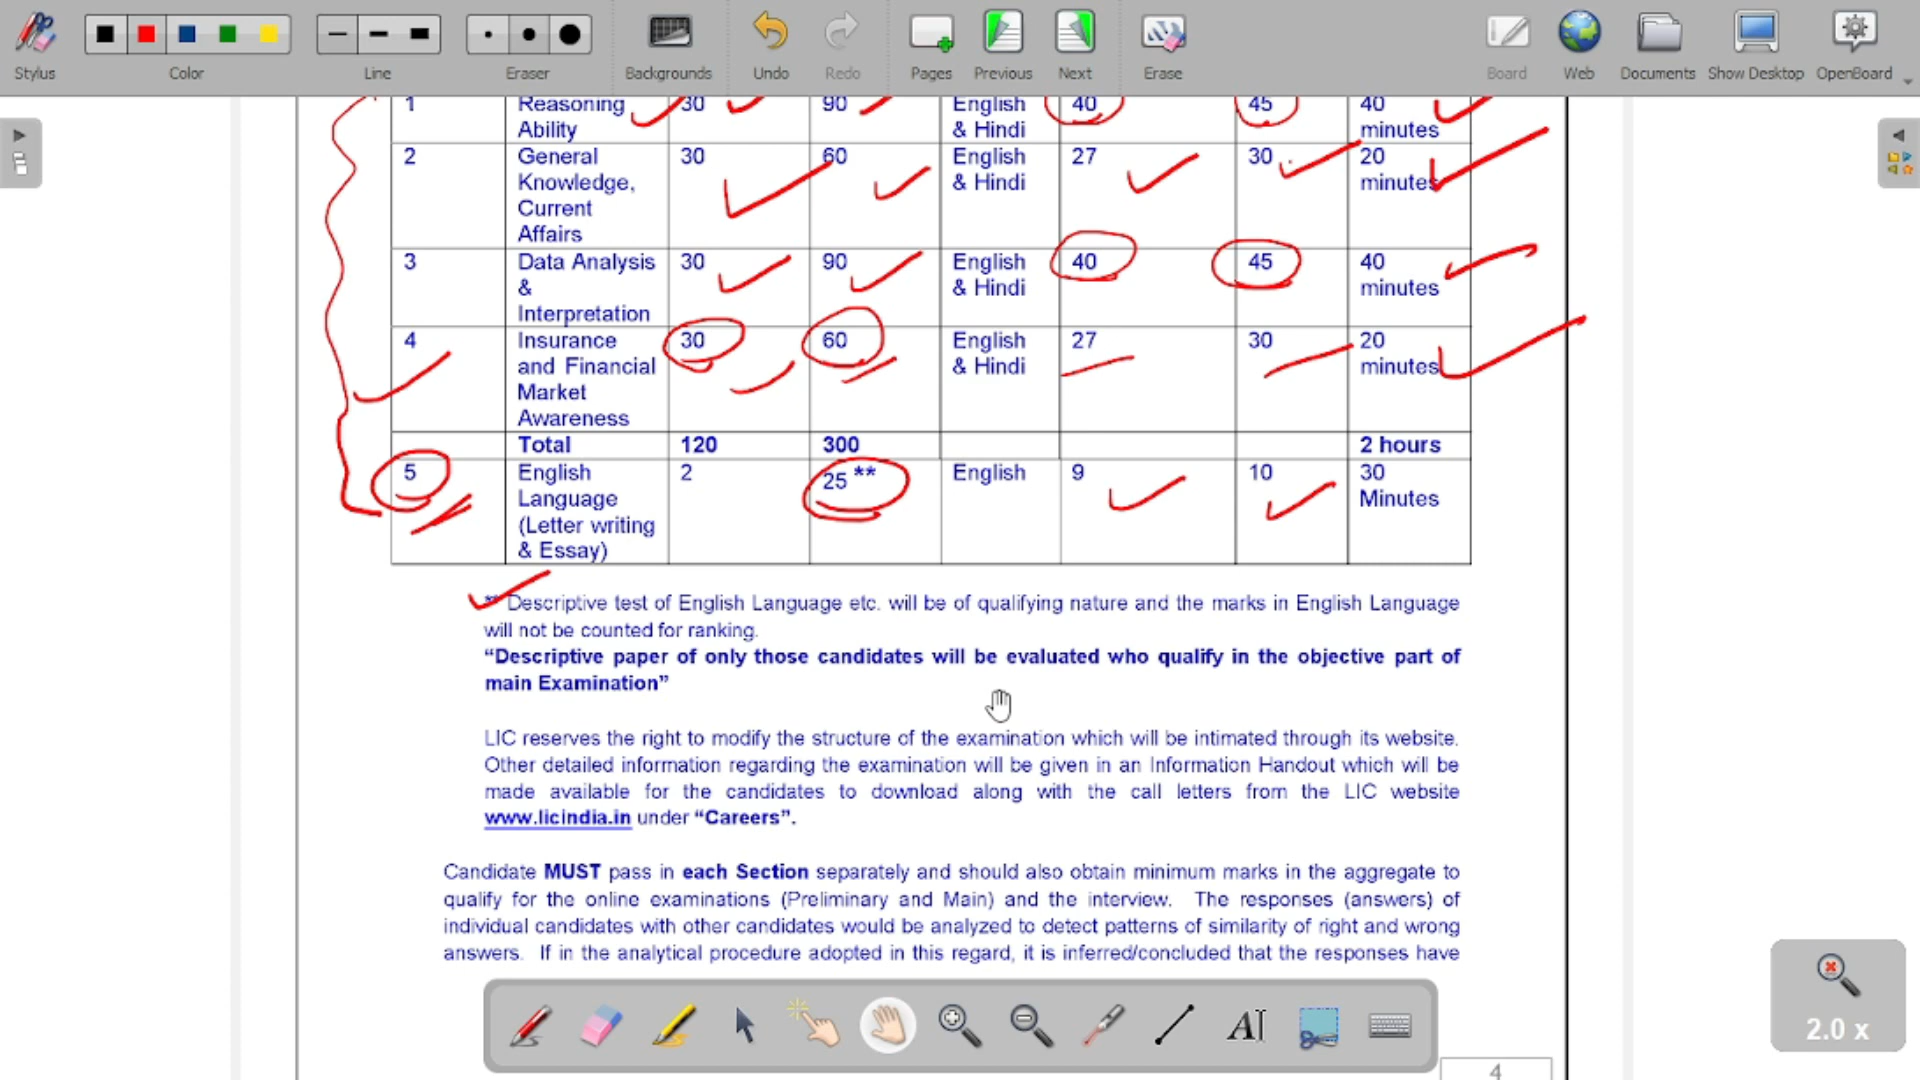 Stylus
Color
Line
Eraser
Backgrounds
Undo
Redo
Pages
Previous
Next
Erase
Board
Web
Documents
Show Desktop
OpenBoard
1 Reasoning Ability 30 90 English & Hindi 40 45 40 minutes
2 General Knowledge, Current Affairs 30 60 English & Hindi 27 30 20 minutes
3 Data Analysis & Interpretation 30 90 English & Hindi 40 45 40 minutes
4 Insurance and Financial Market Awareness 30 60 English & Hindi 27 30 20 minutes
Total 120 300 2 hours
5 English Language (Letter writing & Essay) 2 25 ** English 9 10 30 Minutes
** Descriptive test of English Language etc. will be of qualifying nature and the marks in English Language
will not be counted for ranking.
“Descriptive paper of only those candidates will be evaluated who qualify in the objective part of
main Examination”
LIC reserves the right to modify the structure of the examination which will be intimated through its website.
Other detailed information regarding the examination will be given in an Information Handout which will be
made available for the candidates to download along with the call letters from the LIC website
www.licindia.in under “Careers”.
Candidate MUST pass in each Section separately and should also obtain minimum marks in the aggregate to
qualify for the online examinations (Preliminary and Main) and the interview. The responses (answers) of
individual candidates with other candidates would be analyzed to detect patterns of similarity of right and wrong
answers. If in the analytical procedure adopted in this regard, it is inferred/concluded that the responses have
2.0 x
4